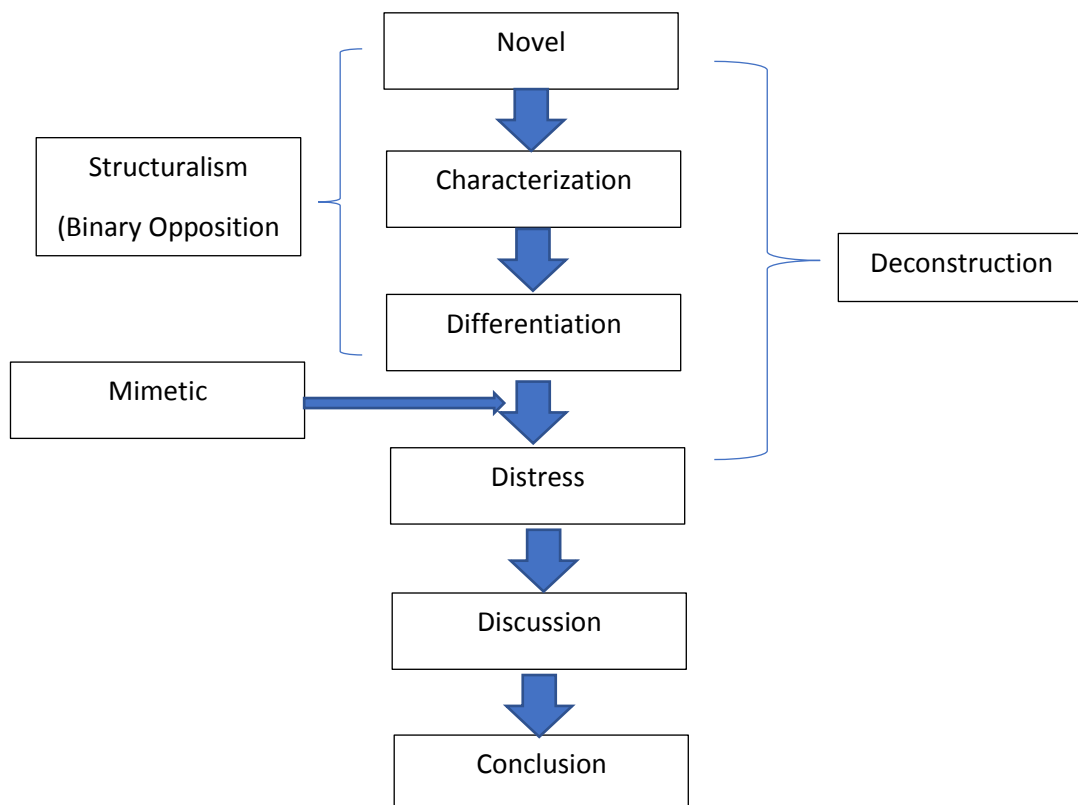 Novel
Structuralism
(Binary Opposition
Characterization
Deconstruction
Differentiation
Mimetic
Distress
Discussion
Conclusion